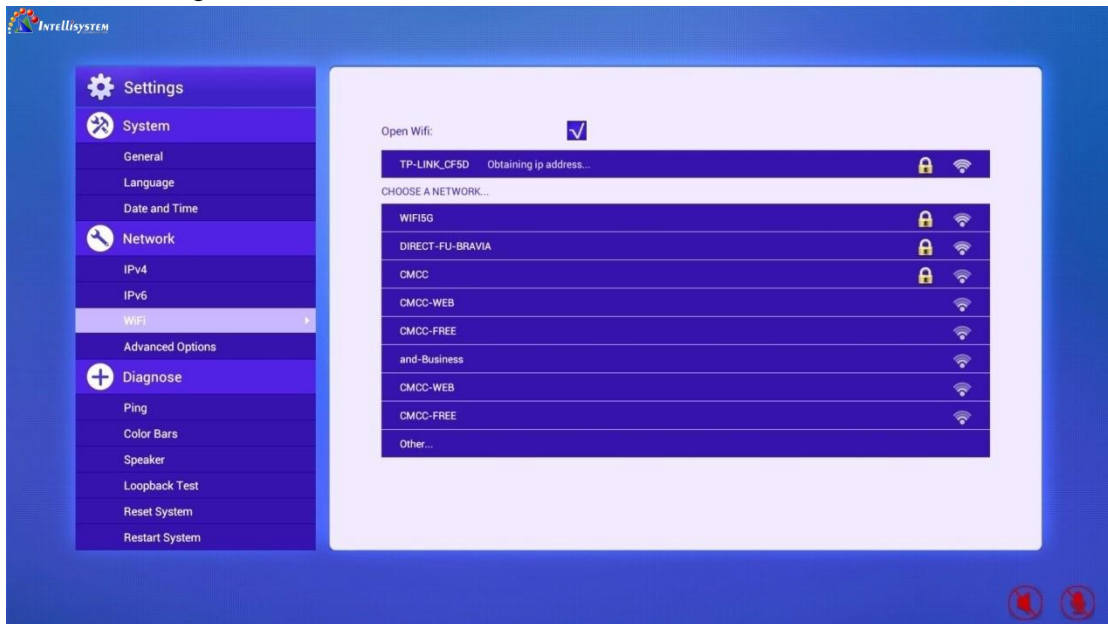 INTELLISYSTEM
Settings
System
General
Language
Date and Time
Network
IPv4
IPv6
WiFi
Advanced Options
Diagnose
Ping
Color Bars
Speaker
Loopback Test
Reset System
Restart System
Open Wifi:
TP-LINK_CF5D Obtaining ip address...
CHOOSE A NETWORK...
WIFI5G
DIRECT-FU-BRAVIA
CMCC
CMCC-WEB
CMCC-FREE
and-Business
CMCC-WEB
CMCC-FREE
Other...